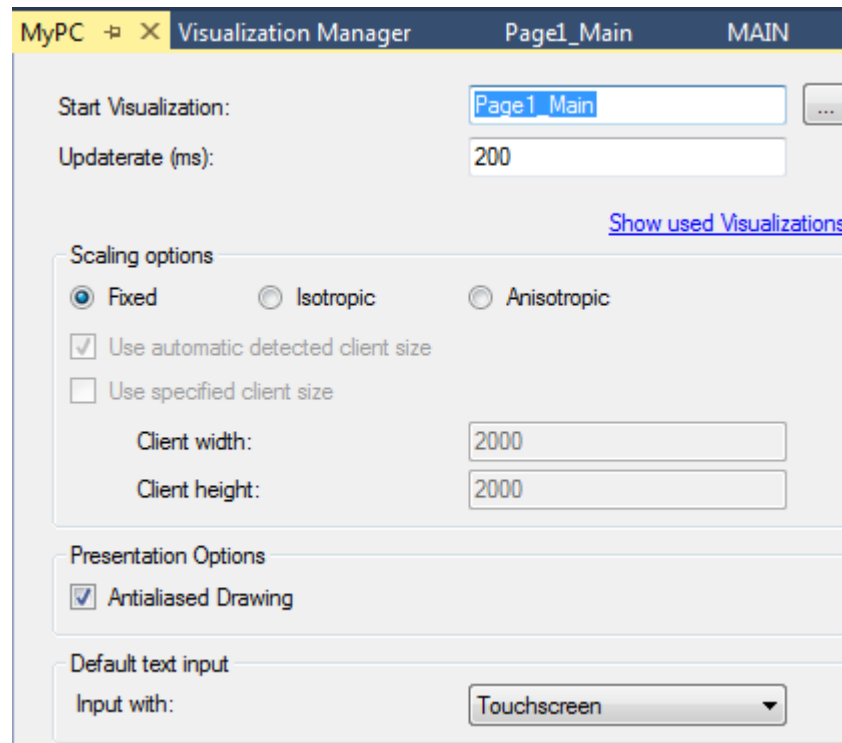 MyPC Visualization Manager Page1_Main MAIN
Start Visualization: Page1_Main ...
Updaterate (ms): 200
Show used Visualizations
Scaling options
Fixed Isotropic Anisotropic
Use automatic detected client size
Use specified client size
Client width: 2000
Client height: 2000
Presentation Options
Antialiased Drawing
Default text input
Input with: Touchscreen